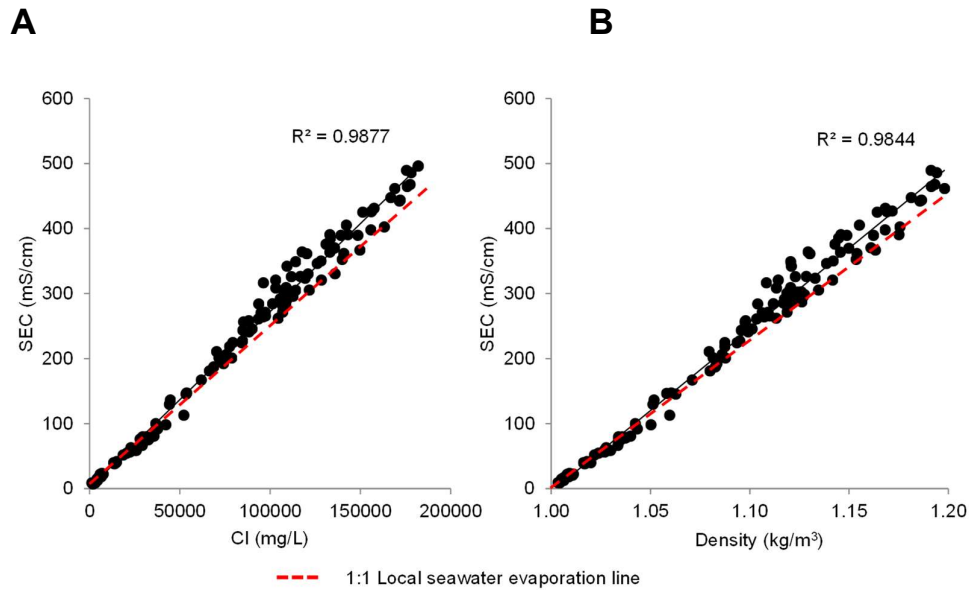 A
B
600
500
400
300
200
100
0
SEC (mS/cm)
R² = 0.9877
0 50000 100000 150000 200000
Cl (mg/L)
600
500
400
300
200
100
0
SEC (mS/cm)
R² = 0.9844
1.00 1.05 1.10 1.15 1.20
Density (kg/m³)
1:1 Local seawater evaporation line